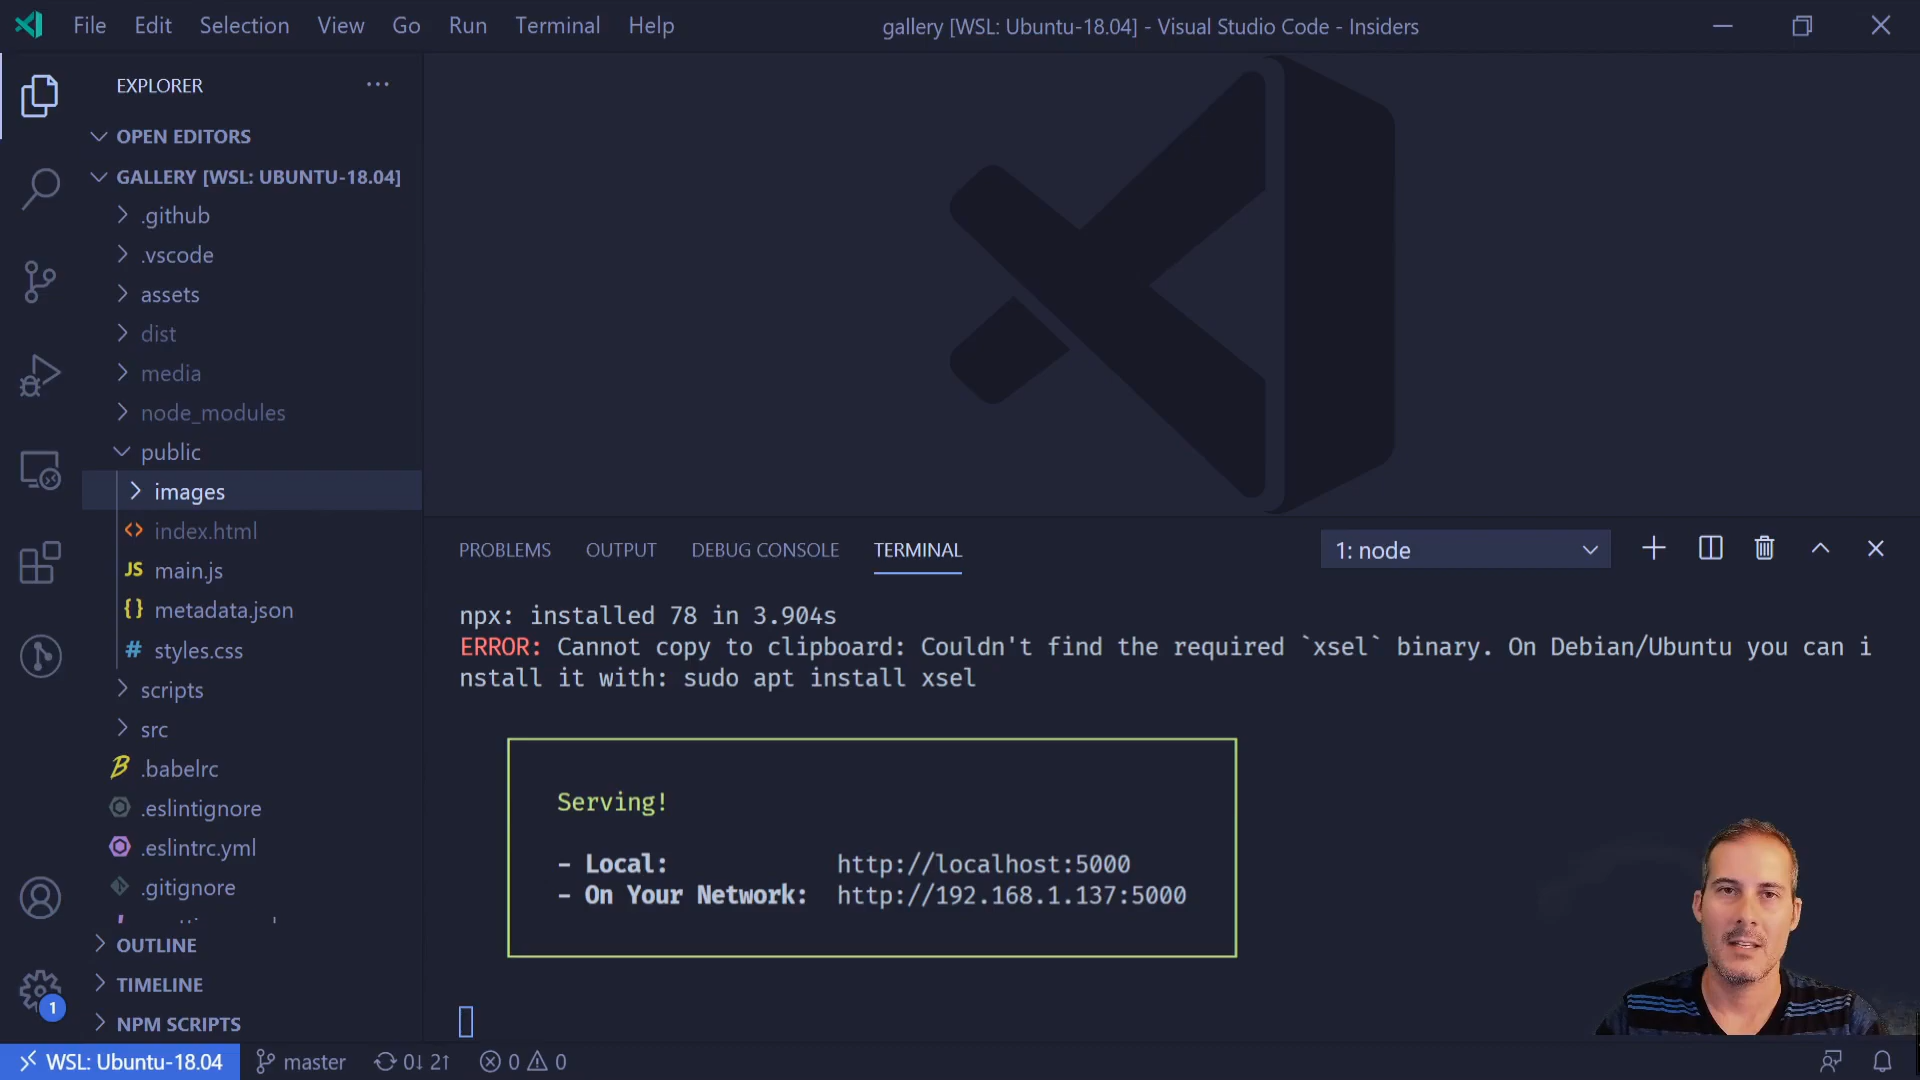 File Edit Selection View Go Run Terminal Help
gallery [WSL: Ubuntu-18.04] - Visual Studio Code - Insiders
EXPLORER
OPEN EDITORS
GALLERY [WSL: UBUNTU-18.04]
.github
.vscode
assets
dist
media
node_modules
public
images
index.html
JS main.js
{} metadata.json
# styles.css
scripts
src
.babelrc
.eslintignore
.eslintrc.yml
.gitignore
OUTLINE
TIMELINE
NPM SCRIPTS
1
PROBLEMS OUTPUT DEBUG CONSOLE TERMINAL
1: node
npx: installed 78 in 3.904s
ERROR: Cannot copy to clipboard: Couldn't find the required `xsel` binary. On Debian/Ubuntu you can i
nstall it with: sudo apt install xsel
Serving!
- Local: http://localhost:5000
- On Your Network: http://192.168.1.137:5000
WSL: Ubuntu-18.04 master 0↓ 2↑ 0 0